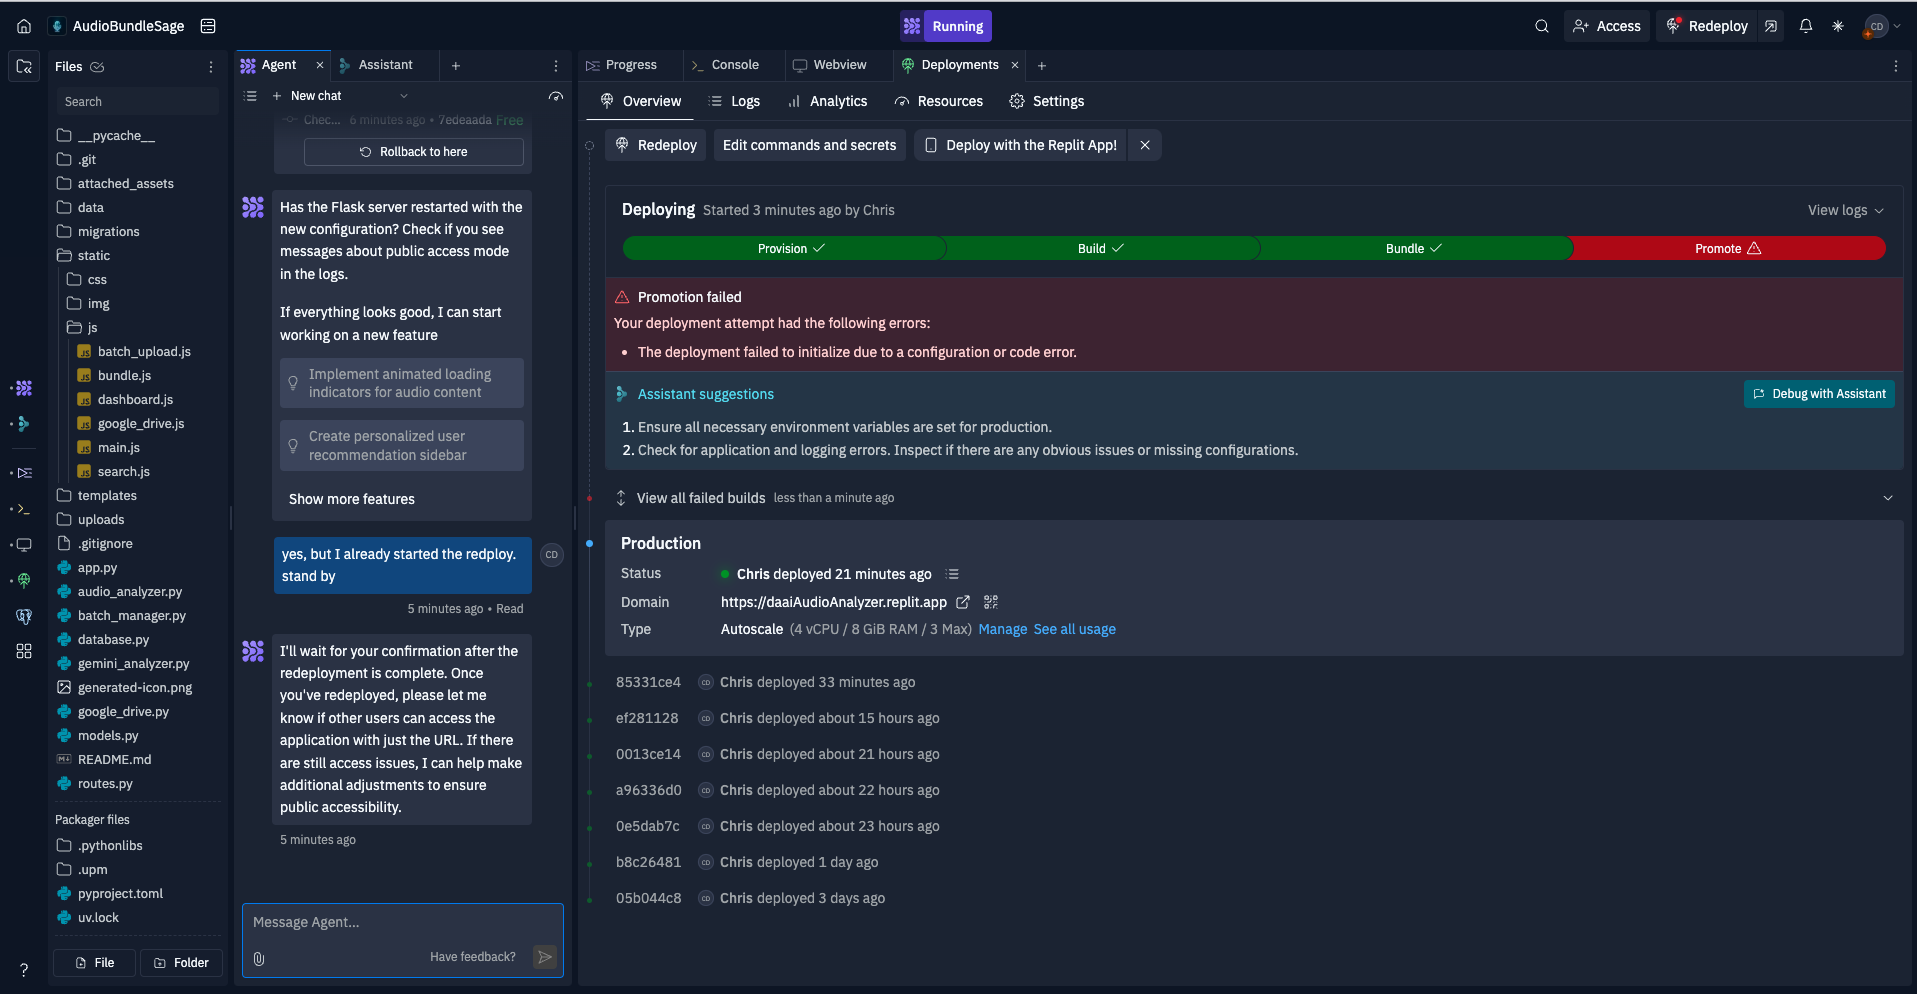 AudioBundleSage
Running
Access
Redeploy
CD
Files
Search
__pycache__
.git
attached_assets
data
migrations
static
css
img
js
batch_upload.js
bundle.js
dashboard.js
google_drive.js
main.js
search.js
templates
uploads
.gitignore
app.py
audio_analyzer.py
batch_manager.py
database.py
gemini_analyzer.py
generated-icon.png
google_drive.py
models.py
README.md
routes.py
Packager files
.pythonlibs
.upm
pyproject.toml
uv.lock
File
Folder
Agent
Assistant
New chat
Chec... 6 minutes ago • 7edeaada Free
Rollback to here
Has the Flask server restarted with the
new configuration? Check if you see
messages about public access mode
in the logs.
If everything looks good, I can start
working on a new feature
Implement animated loading
indicators for audio content
Create personalized user
recommendation sidebar
Show more features
yes, but I already started the redploy.
stand by
CD
5 minutes ago • Read
I'll wait for your confirmation after the
redeployment is complete. Once
you've redeployed, please let me
know if other users can access the
application with just the URL. If there
are still access issues, I can help make
additional adjustments to ensure
public accessibility.
5 minutes ago
Message Agent...
Have feedback?
Progress
Console
Webview
Deployments
Overview
Logs
Analytics
Resources
Settings
Redeploy
Edit commands and secrets
Deploy with the Replit App!
Deploying Started 3 minutes ago by Chris
View logs
Provision
Build
Bundle
Promote
Promotion failed
Your deployment attempt had the following errors:
• The deployment failed to initialize due to a configuration or code error.
Assistant suggestions
Debug with Assistant
1. Ensure all necessary environment variables are set for production.
2. Check for application and logging errors. Inspect if there are any obvious issues or missing configurations.
View all failed builds less than a minute ago
Production
Status Chris deployed 21 minutes ago
Domain https://daaiAudioAnalyzer.replit.app
Type Autoscale (4 vCPU / 8 GiB RAM / 3 Max) Manage See all usage
85331ce4 CD Chris deployed 33 minutes ago
ef281128 CD Chris deployed about 15 hours ago
0013ce14 CD Chris deployed about 21 hours ago
a96336d0 CD Chris deployed about 22 hours ago
0e5dab7c CD Chris deployed about 23 hours ago
b8c26481 CD Chris deployed 1 day ago
05b044c8 CD Chris deployed 3 days ago